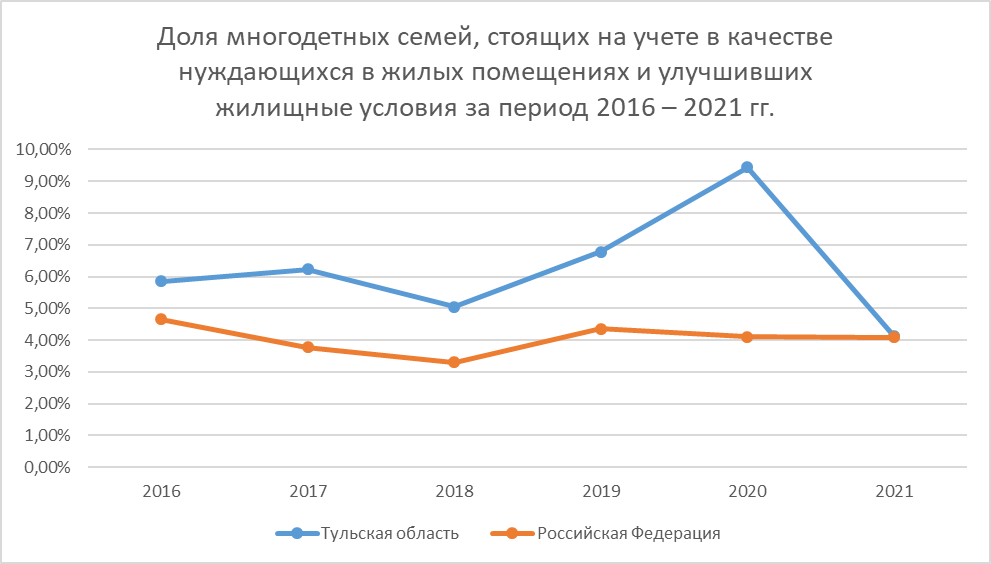 Доля многодетных семей, стоящих на учете в качестве
нуждающихся в жилых помещениях и улучшивших
жилищные условия за период 2016 – 2021 гг.
10,00%
9,00%
8,00%
7,00%
6,00%
5,00%
4,00%
3,00%
2,00%
1,00%
0,00%
2016 2017 2018 2019 2020 2021
Тульская область Российская Федерация